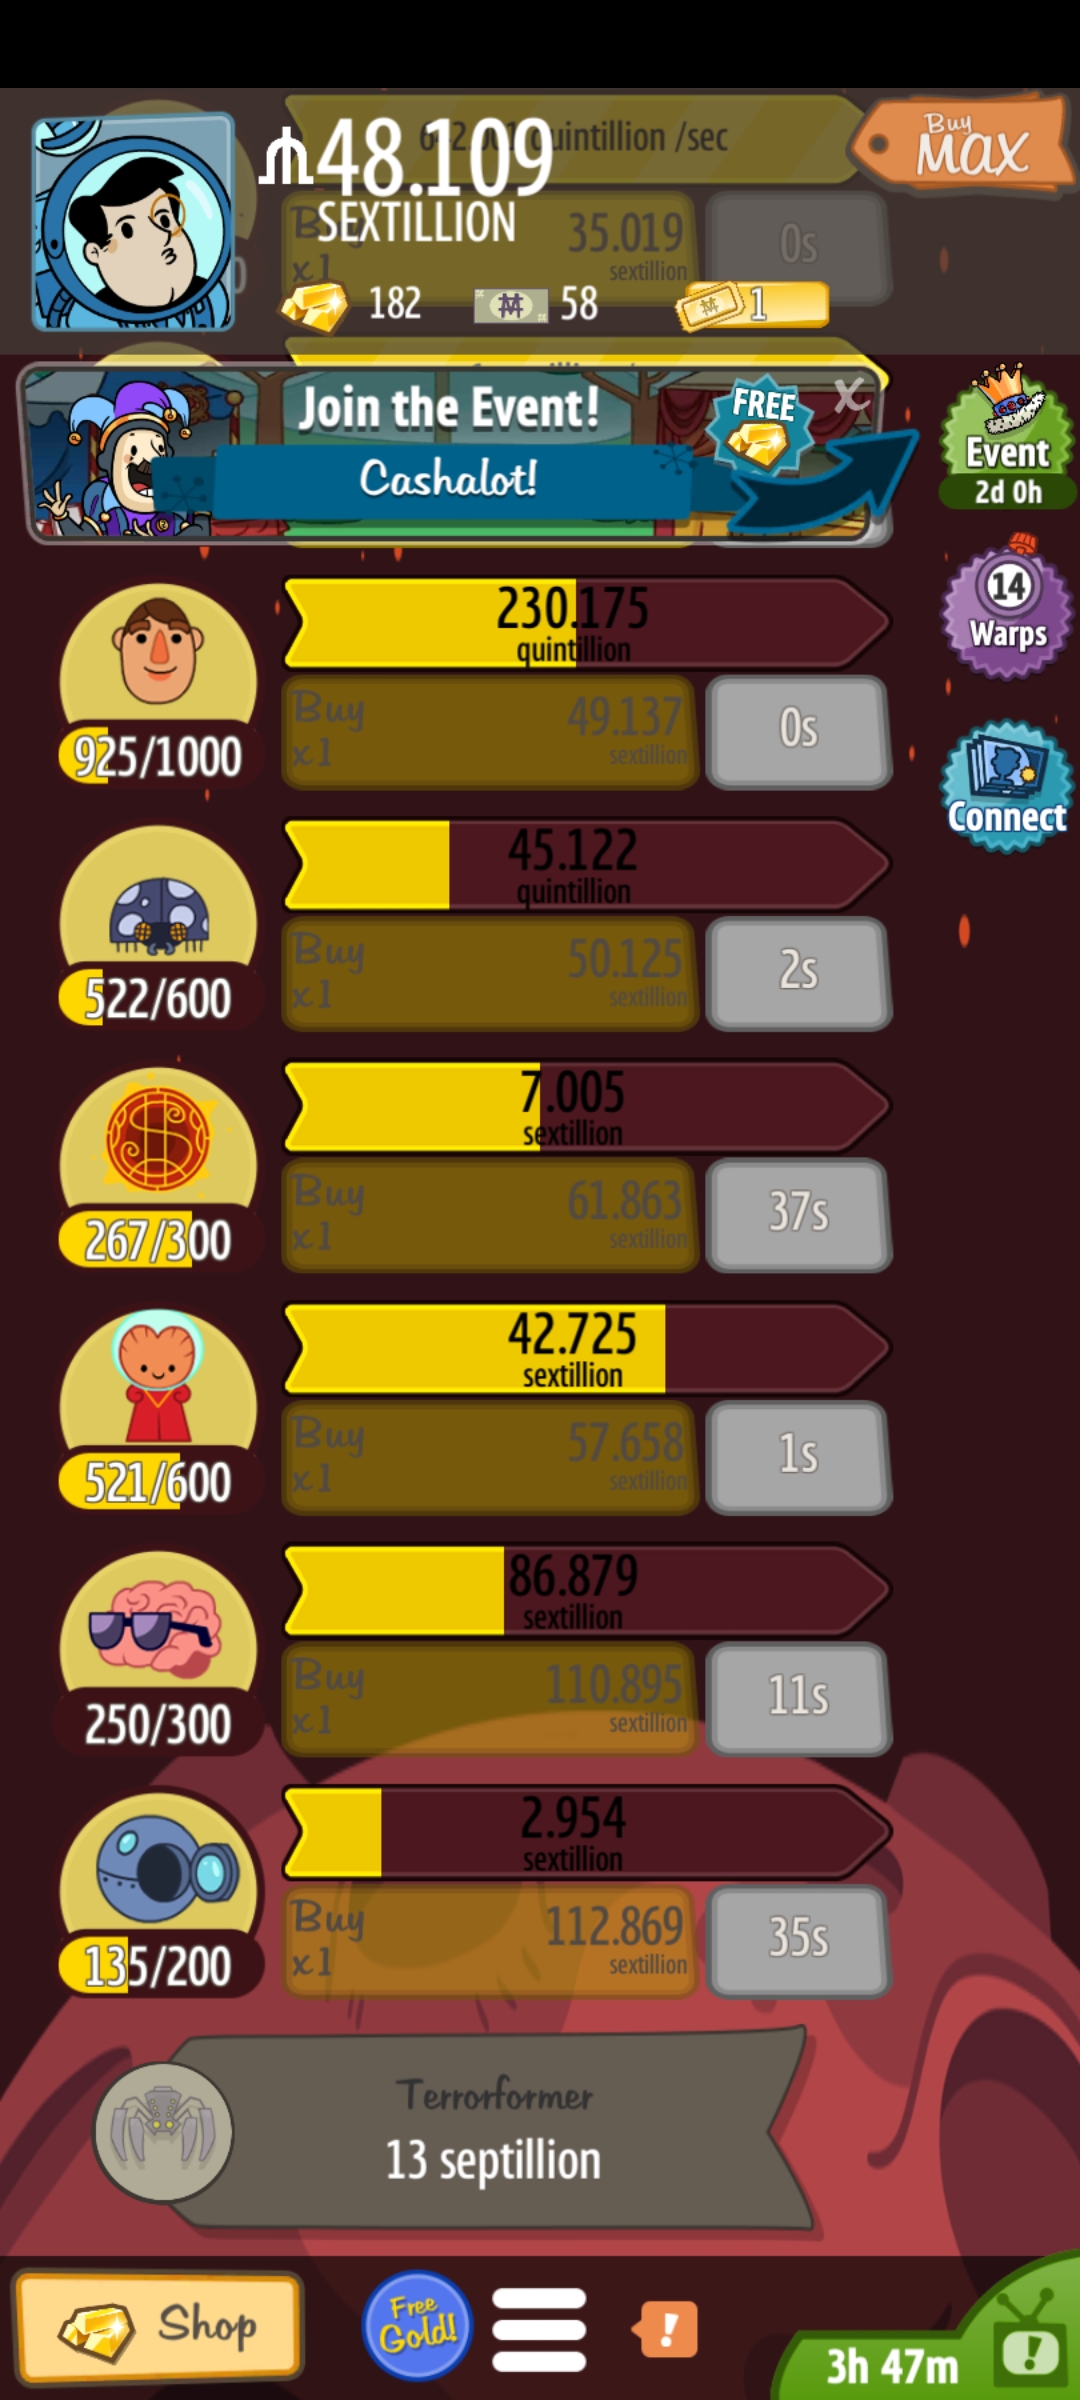 48.109
SEXTILLION
quintillion /sec
Buy
MAX
Buy
x1
35.019
sextillion
0s
182
58
1
Join the Event!
FREE
X
Cashalot!
Event
2d 0h
14
Warps
Connect
230.175
quintillion
Buy
x1
49.137
sextillion
0s
925/1000
45.122
quintillion
Buy
x1
50.125
sextillion
2s
522/600
7.005
sextillion
Buy
x1
61.863
sextillion
37s
267/300
42.725
sextillion
Buy
x1
57.658
sextillion
1s
521/600
86.879
sextillion
Buy
x1
110.895
sextillion
11s
250/300
2.954
sextillion
Buy
x1
112.869
sextillion
35s
135/200
Terrorformer
13 septillion
Shop
Free
Gold!
!
!
3h 47m